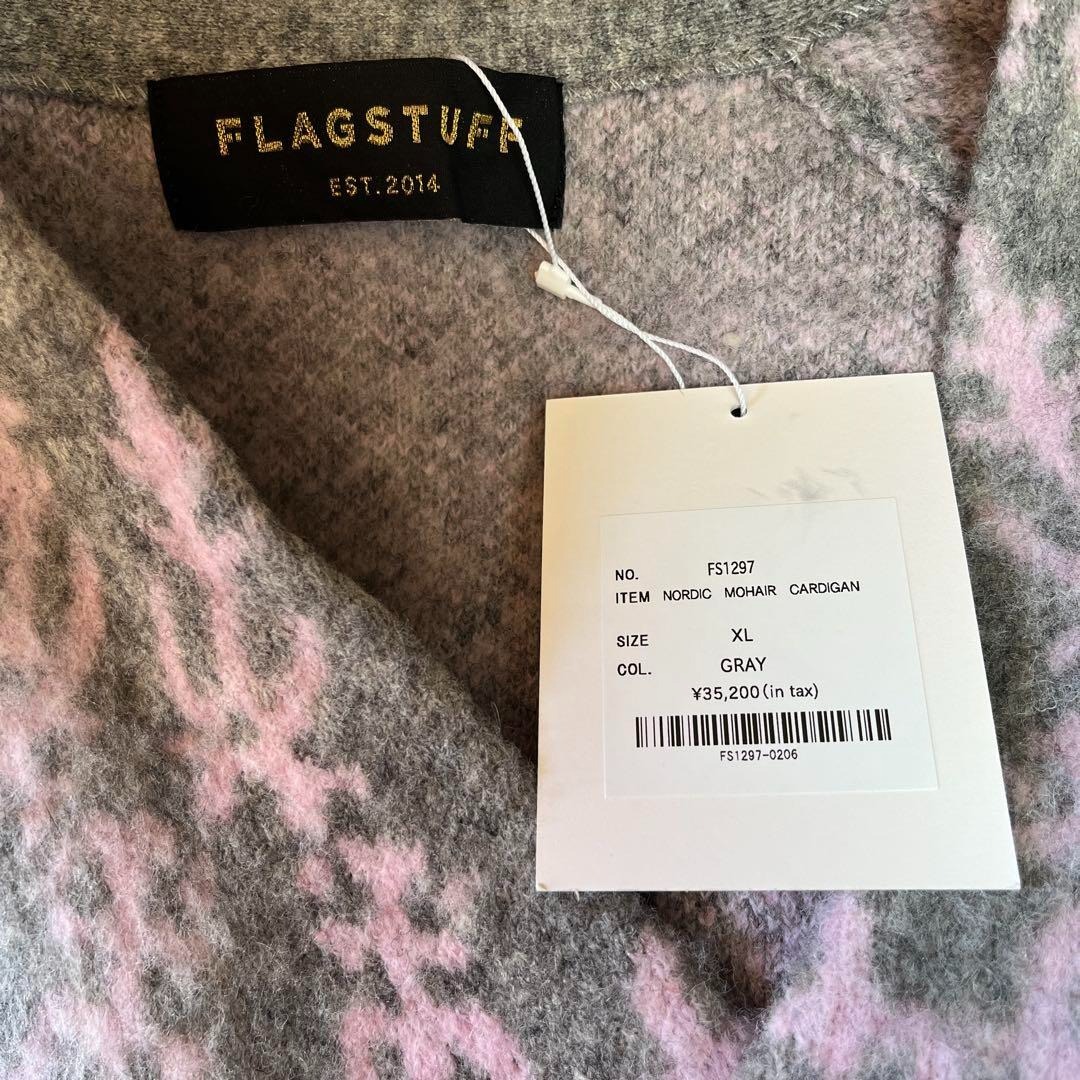 FLAGSTUFF
EST.2014
NO. FS1297
ITEM NORDIC MOHAIR CARDIGAN
SIZE XL
COL. GRAY
¥35,200(in tax)
FS1297-0206